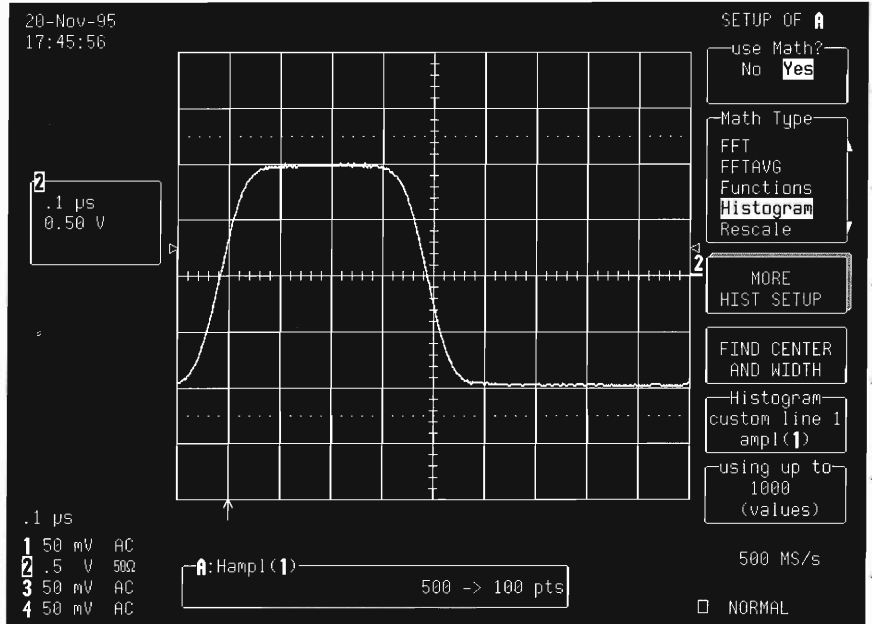 20-Nov-95
17:45:56
SETUP OF A
use Math?
No Yes
Math Type
FFT
FFTAVG
Functions
Histogram
Rescale
2
.1 µs
0.50 V
2
MORE
HIST SETUP
FIND CENTER
AND WIDTH
Histogram
custom line 1
ampl(1)
using up to
1000
(values)
.1 µs
1 50 mV AC
2 .5 V 50Ω
3 50 mV AC
4 50 mV AC
A:Hampl(1)
500 -> 100 pts
500 MS/s
□ NORMAL